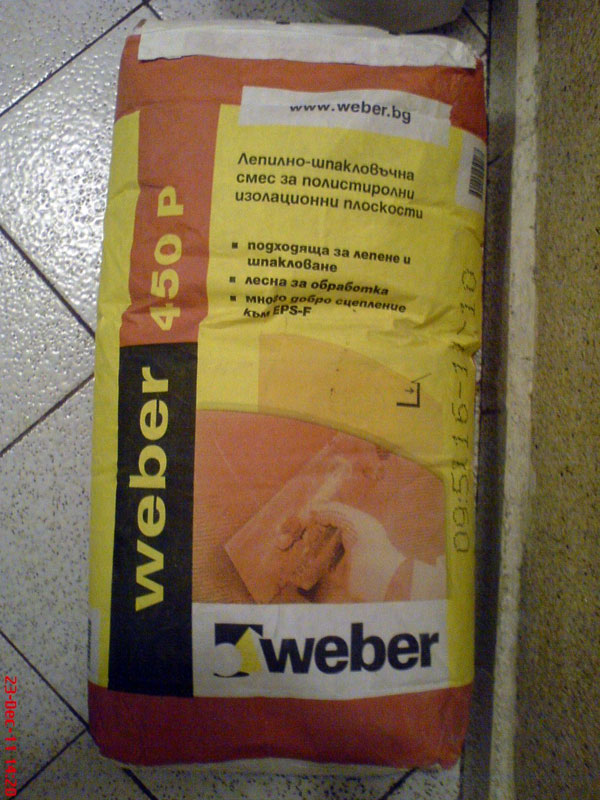 www.weber.bg
Лепилно-шпакловъчна
смес за полистиролни
изолационни плоскости
▪ подходяща за лепене и
шпакловане
▪ лесна за обработка
▪ много добро сцепление
към EPS-F
weber 450 P
weber